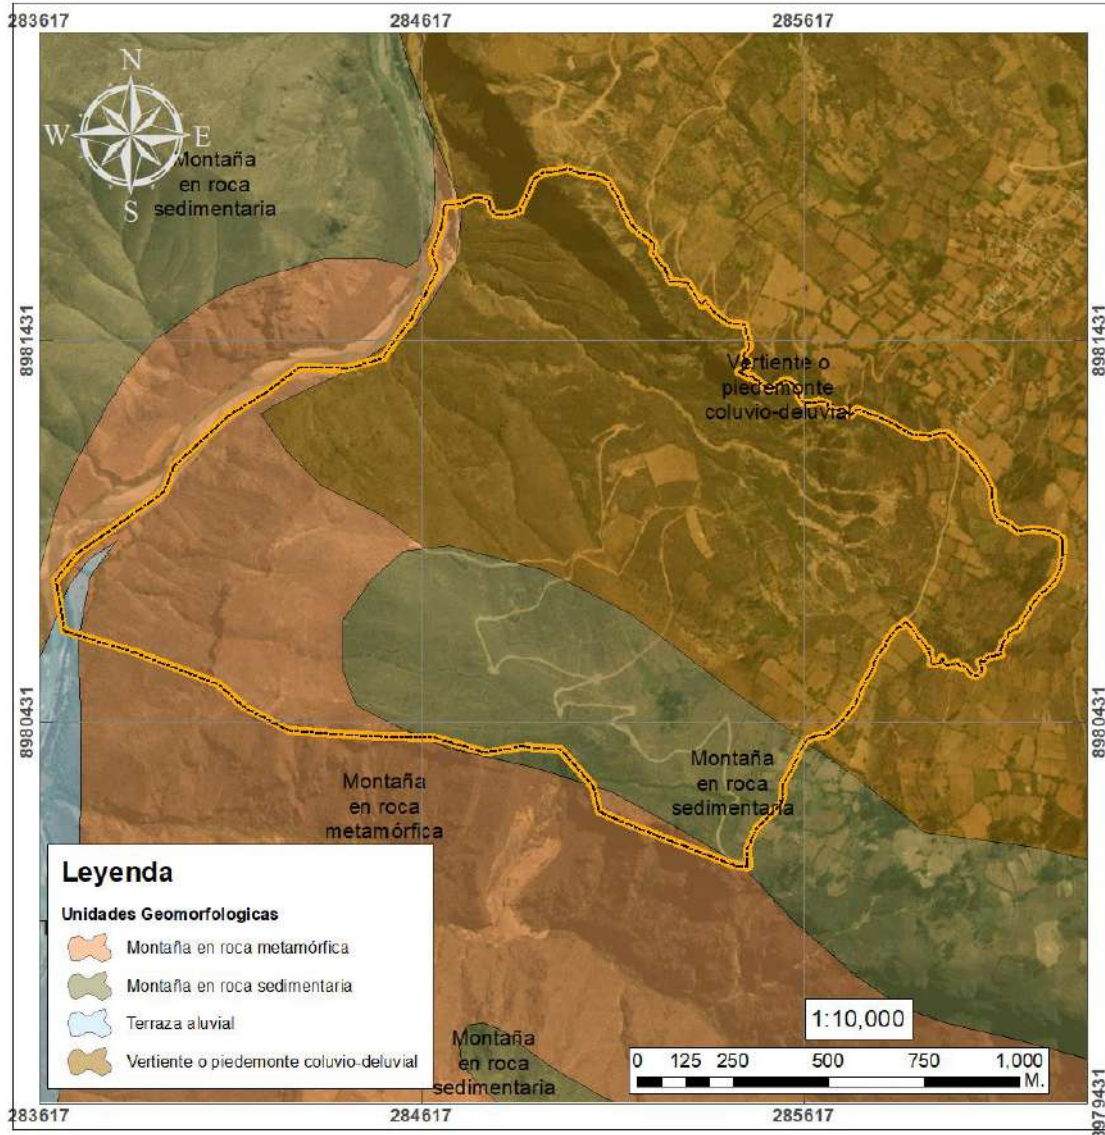 283617
284617
285617
N
W
E
S
Montaña
en roca
sedimentaria
8981431
8981431
Vertiente o
piedemonte
coluvio-deluvial
8980431
8980431
Montaña
en roca
sedimentaria
Montaña
en roca
metamórfica
Leyenda
Unidades Geomorfologicas
Montaña en roca metamórfica
Montaña en roca sedimentaria
Terraza aluvial
Vertiente o piedemonte coluvio-deluvial
Montaña
en roca
sedimentaria
1:10,000
0 125 250 500 750 1,000
M.
8979431
283617
284617
285617